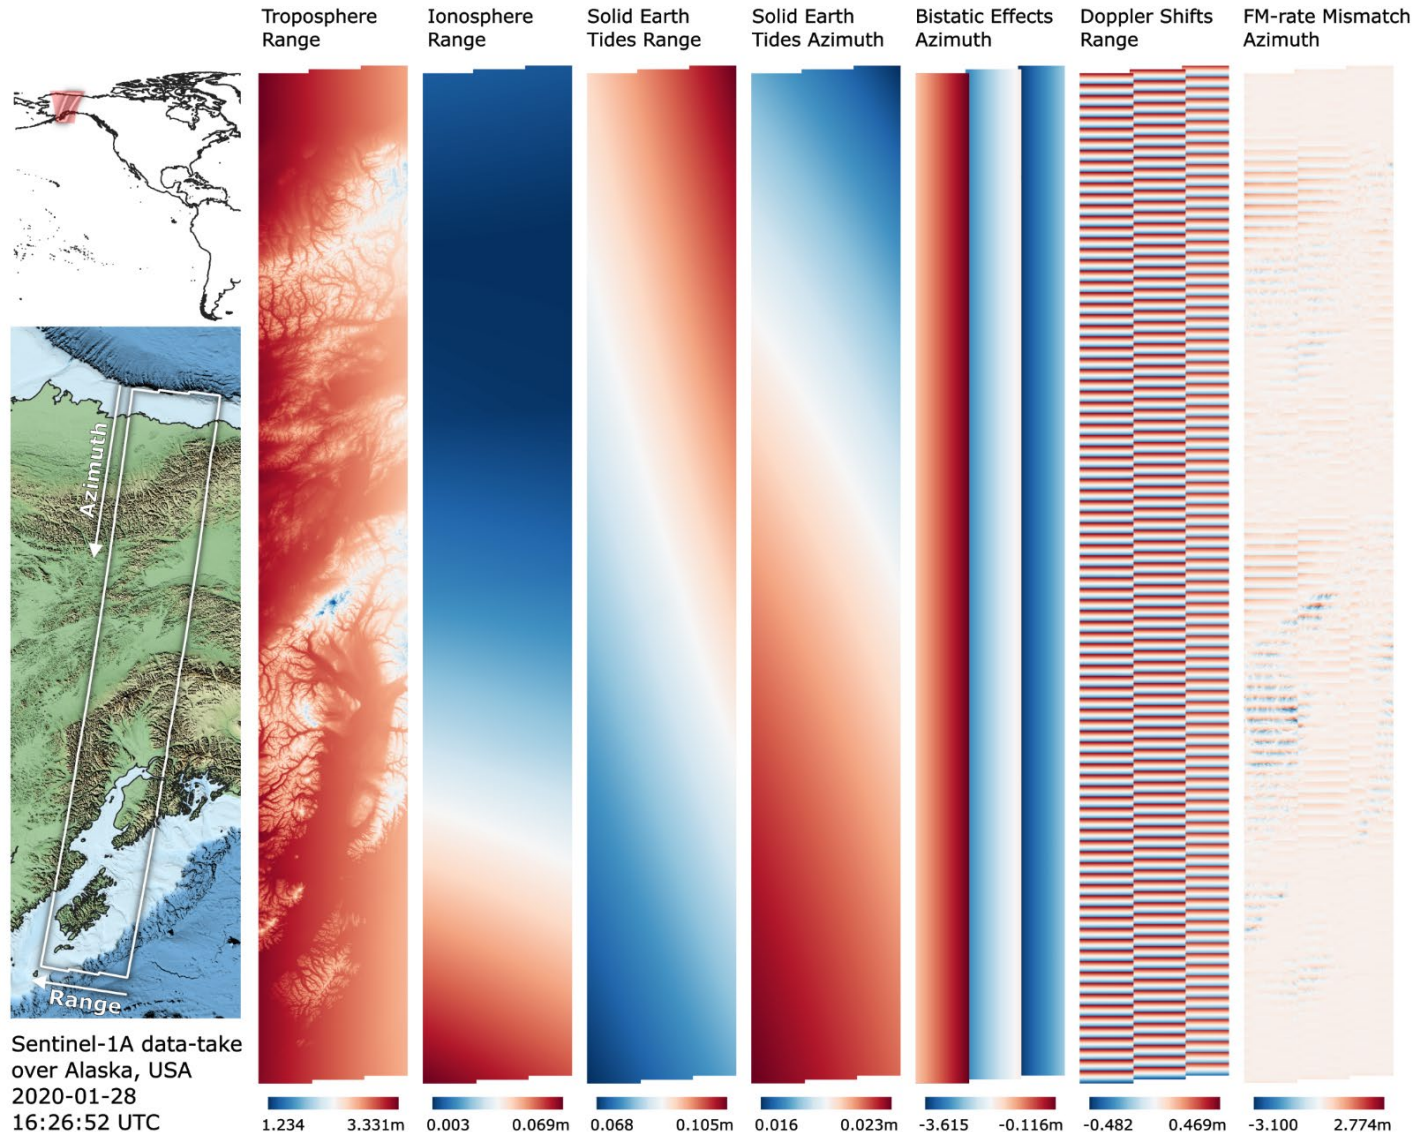 Troposphere
Range
Ionosphere
Range
Solid Earth
Tides Range
Solid Earth
Tides Azimuth
Bistatic Effects
Azimuth
Doppler Shifts
Range
FM-rate Mismatch
Azimuth
Azimuth
Range
Sentinel-1A data-take
over Alaska, USA
2020-01-28
16:26:52 UTC
1.234 3.331m
0.003 0.069m
0.068 0.105m
0.016 0.023m
-3.615 -0.116m
-0.482 0.469m
-3.100 2.774m